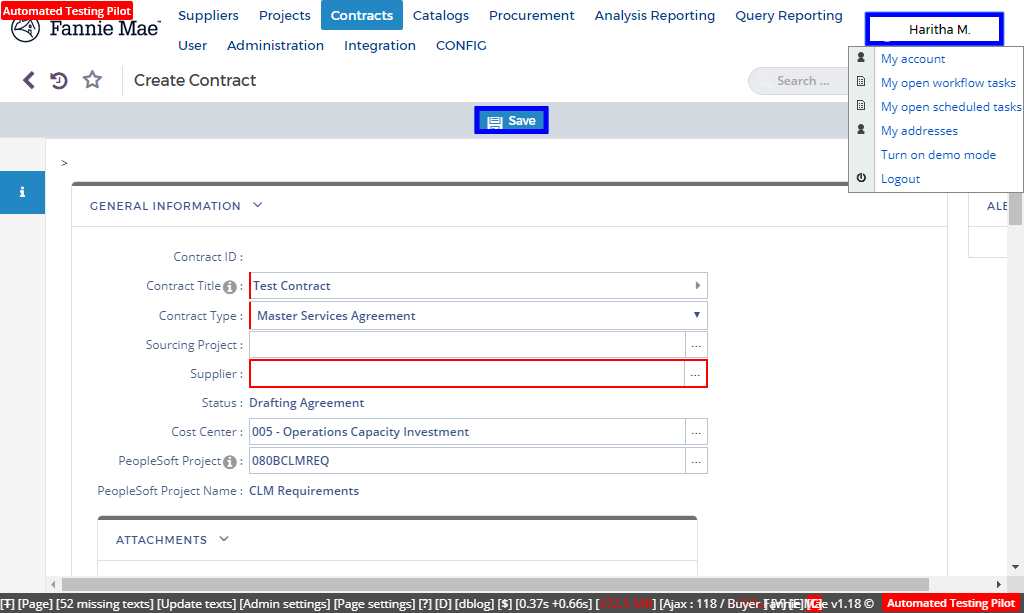 Automated Testing Pilot
Fannie Mae
Suppliers Projects Contracts Catalogs Procurement Analysis Reporting Query Reporting
User Administration Integration CONFIG
Haritha M.
My account
My open workflow tasks
My open scheduled tasks
My addresses
Turn on demo mode
Logout
Create Contract
Search ...
Save
>
GENERAL INFORMATION
ALE
Contract ID :
Contract Title : Test Contract
Contract Type : Master Services Agreement
Sourcing Project : ...
Supplier : ...
Status : Drafting Agreement
Cost Center : 005 - Operations Capacity Investment ...
PeopleSoft Project : 080BCLMREQ ...
PeopleSoft Project Name : CLM Requirements
ATTACHMENTS
[Page] [52 missing texts] [Update texts] [Admin settings] [Page settings] [?] [D] [dblog] [$] [0.37s +0.66s] [Ajax : 118 / Buyer v1.18 ©
Automated Testing Pilot